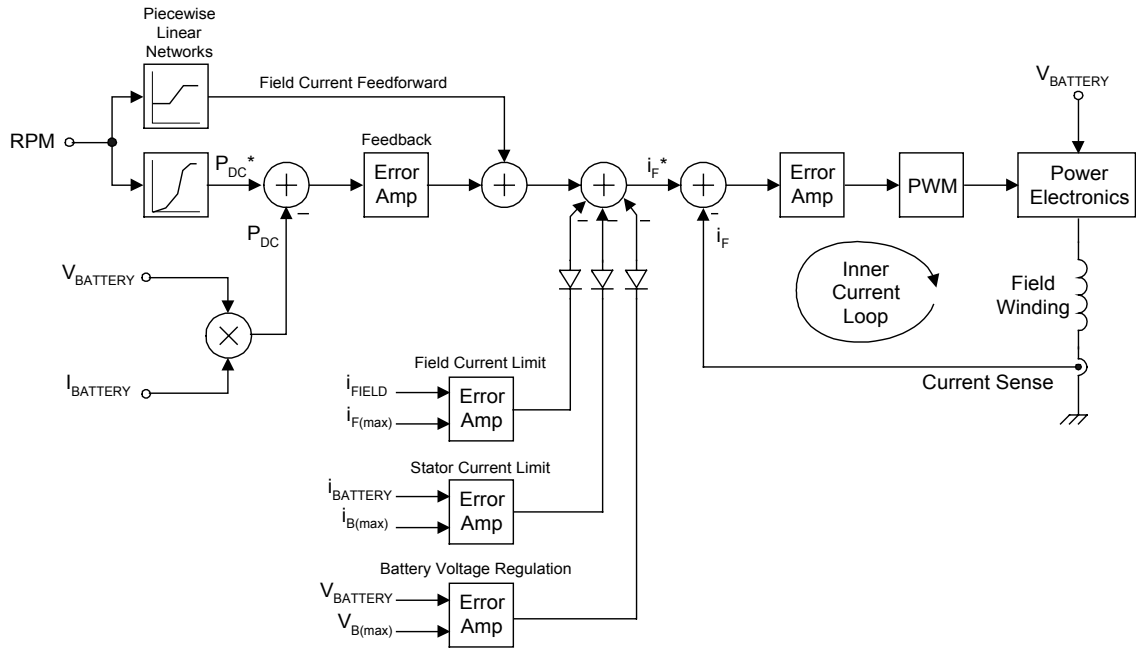 Piecewise
Linear
Networks
Field Current Feedforward
V_BATTERY
RPM
P_DC*
+
−
Feedback
Error
Amp
+
+
−
−
−
i_F*
+
−
i_F
Error
Amp
PWM
Power
Electronics
P_DC
V_BATTERY
×
I_BATTERY
Inner
Current
Loop
Field
Winding
Current Sense
Field Current Limit
i_FIELD
i_F(max)
Error
Amp
Stator Current Limit
i_BATTERY
i_B(max)
Error
Amp
Battery Voltage Regulation
V_BATTERY
V_B(max)
Error
Amp